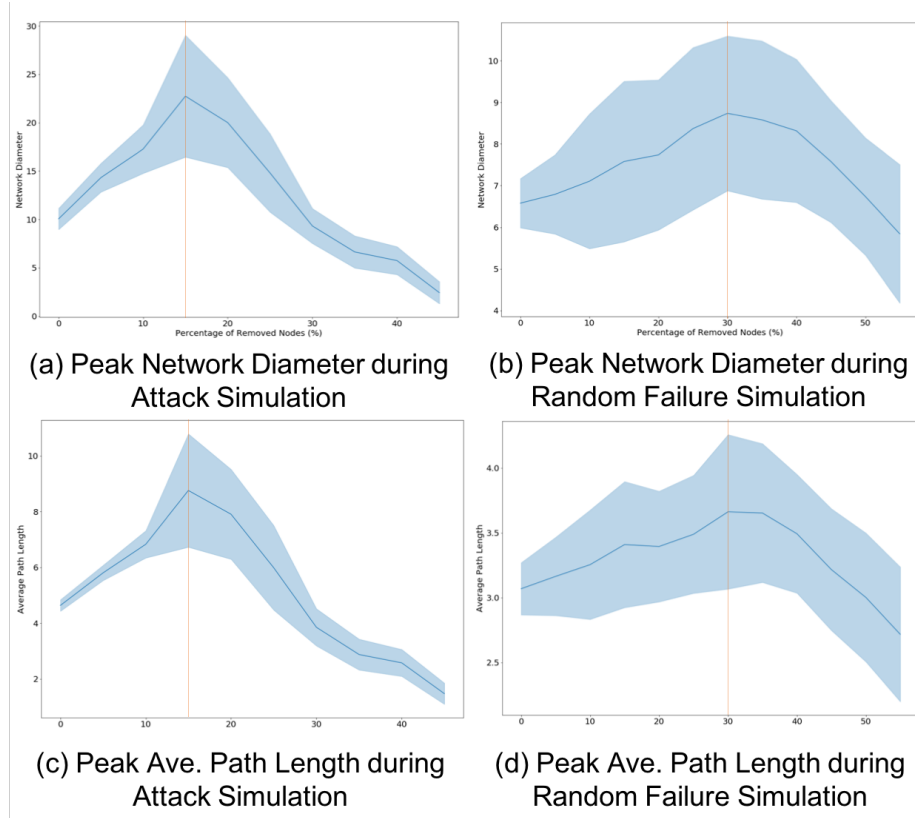 30
25
20
15
10
5
0
Network Diameter
0 10 20 30 40
Percentage of Removed Nodes (%)
(a) Peak Network Diameter during
Attack Simulation
10
9
8
7
6
5
4
Network Diameter
0 10 20 30 40 50
Percentage of Removed Nodes (%)
(b) Peak Network Diameter during
Random Failure Simulation
10
8
6
4
2
Average Path Length
0 10 20 30 40
(c) Peak Ave. Path Length during
Attack Simulation
4.0
3.5
3.0
2.5
Average Path Length
0 10 20 30 40 50
(d) Peak Ave. Path Length during
Random Failure Simulation